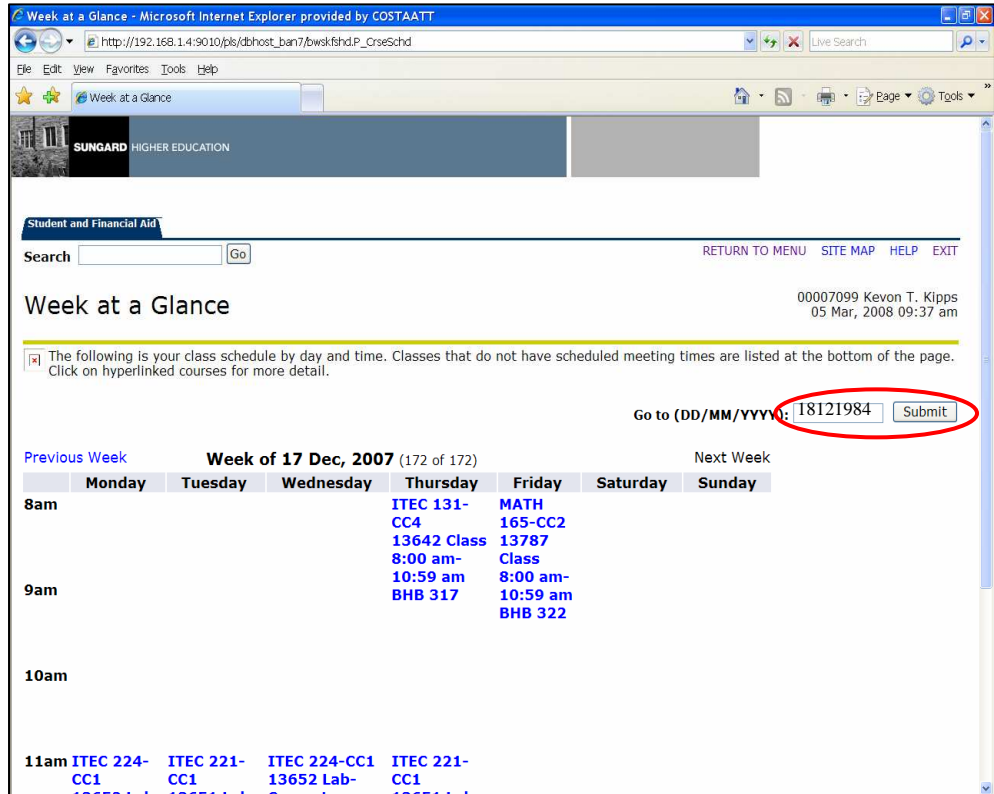 Week at a Glance - Microsoft Internet Explorer provided by COSTAATT
http://192.168.1.4:9010/pls/dbhost_ban7/bwskfshd.P_CrseSchd
Live Search
File Edit View Favorites Tools Help
Week at a Glance
Page Tools
SUNGARD HIGHER EDUCATION
Student and Financial Aid
Search Go
RETURN TO MENU SITE MAP HELP EXIT
Week at a Glance
00007099 Kevon T. Kipps
05 Mar, 2008 09:37 am
The following is your class schedule by day and time. Classes that do not have scheduled meeting times are listed at the bottom of the page.
Click on hyperlinked courses for more detail.
Go to (DD/MM/YYYY): 18121984 Submit
Previous Week Week of 17 Dec, 2007 (172 of 172) Next Week
Monday Tuesday Wednesday Thursday Friday Saturday Sunday
8am ITEC 131- MATH
CC4 165-CC2
13642 Class 13787
8:00 am- Class
10:59 am 8:00 am-
9am BHB 317 10:59 am
BHB 322
10am
11am ITEC 224- ITEC 221- ITEC 224-CC1 ITEC 221-
CC1 CC1 13652 Lab- CC1